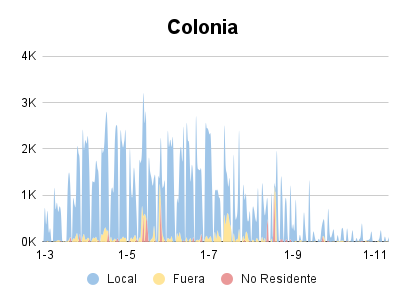 Colonia
4K
3K
2K
1K
0K
1-3 1-5 1-7 1-9 1-11
Local Fuera No Residente